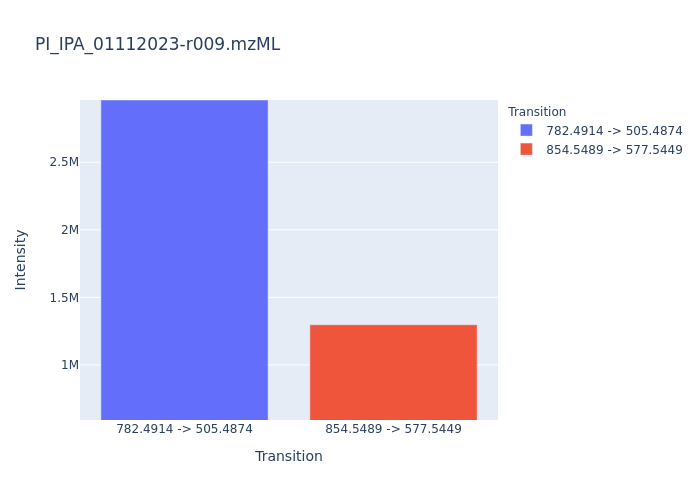 PI_IPA_01112023-r009.mzML
Transition
782.4914 -> 505.4874
854.5489 -> 577.5449
Intensity
2.5M
2M
1.5M
1M
782.4914 -> 505.4874
854.5489 -> 577.5449
Transition